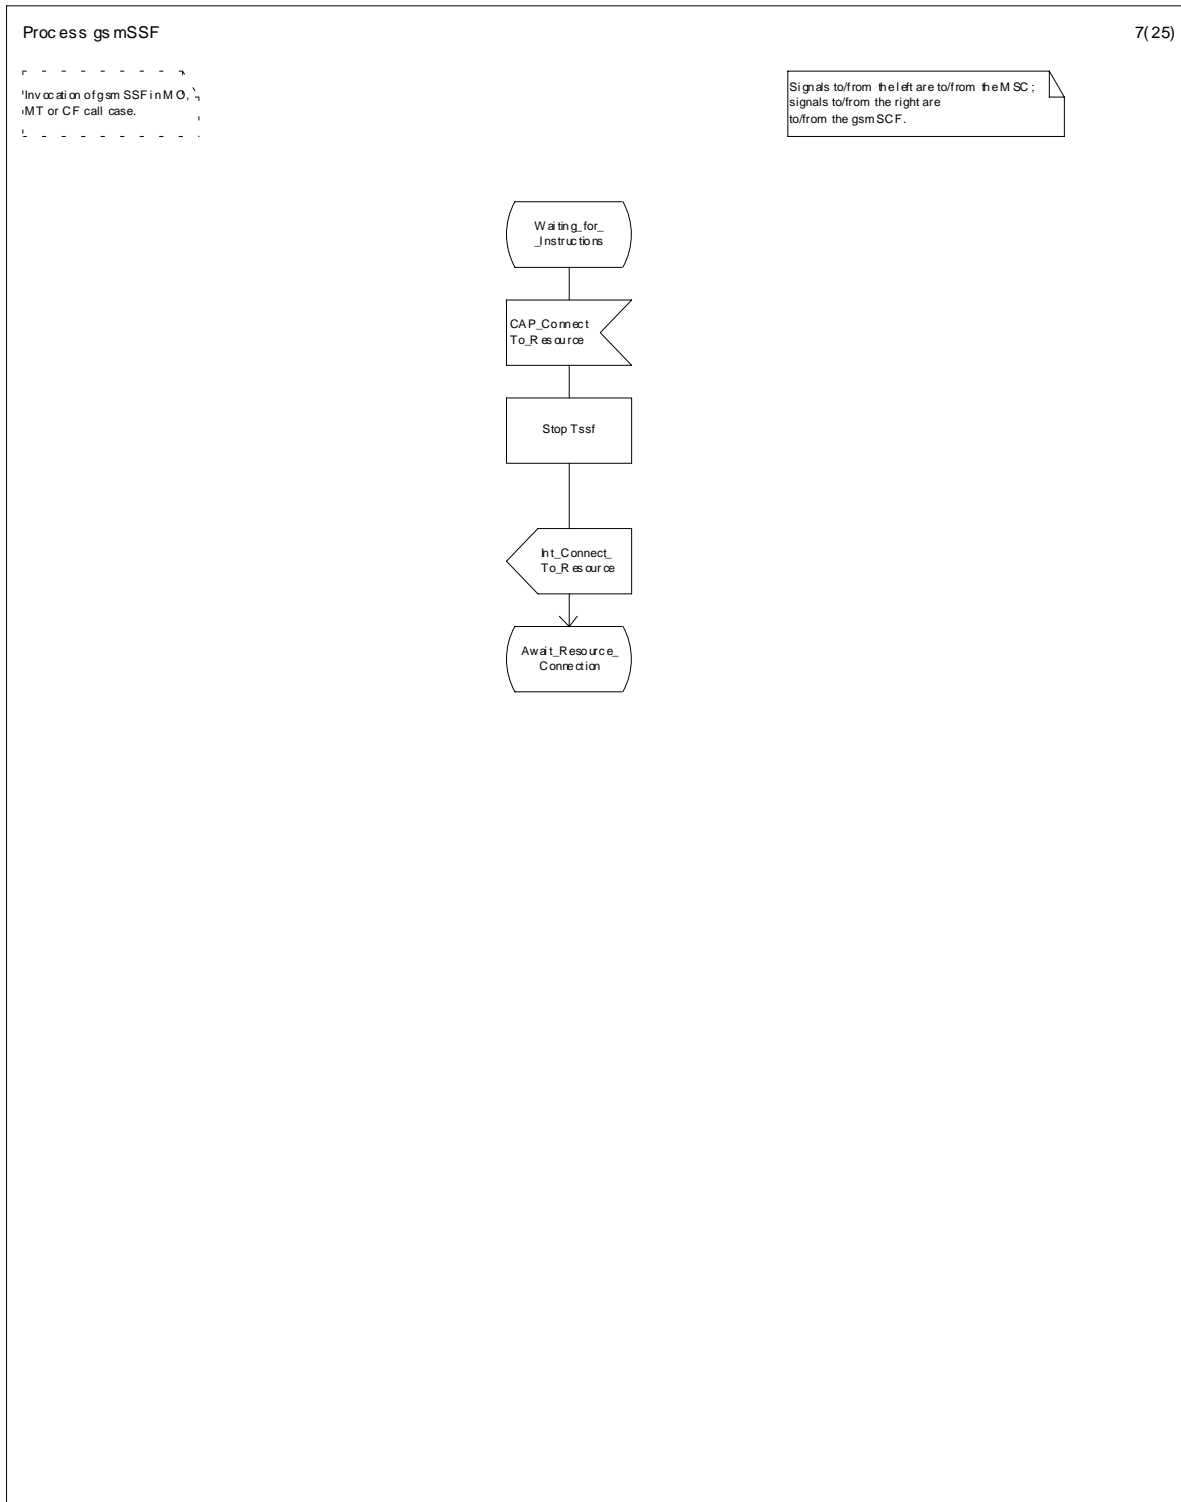 Process gsmSSF
7(25)
Invocation of gsm SSF in MO,
MT or CF call case.
Signals to/from the left are to/from the MSC;
signals to/from the right are
to/from the gsmSCF.
Waiting_for_
_Instructions
CAP_Connect
To_Resource
Stop Tssf
Int_Connect_
To_Resource
Await_Resource_
Connection